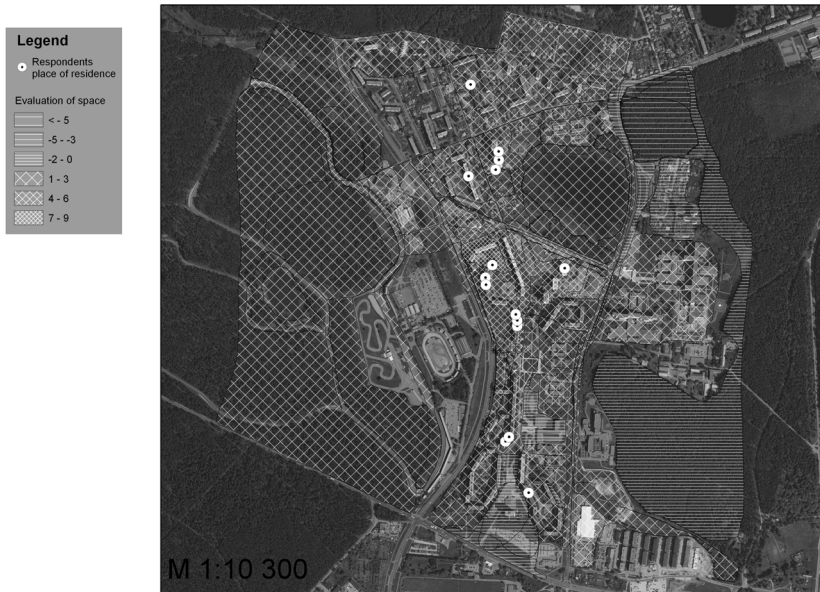 Legend
Respondents
place of residence
Evaluation of space
< - 5
-5 - -3
-2 - 0
1 - 3
4 - 6
7 - 9
M 1:10 300